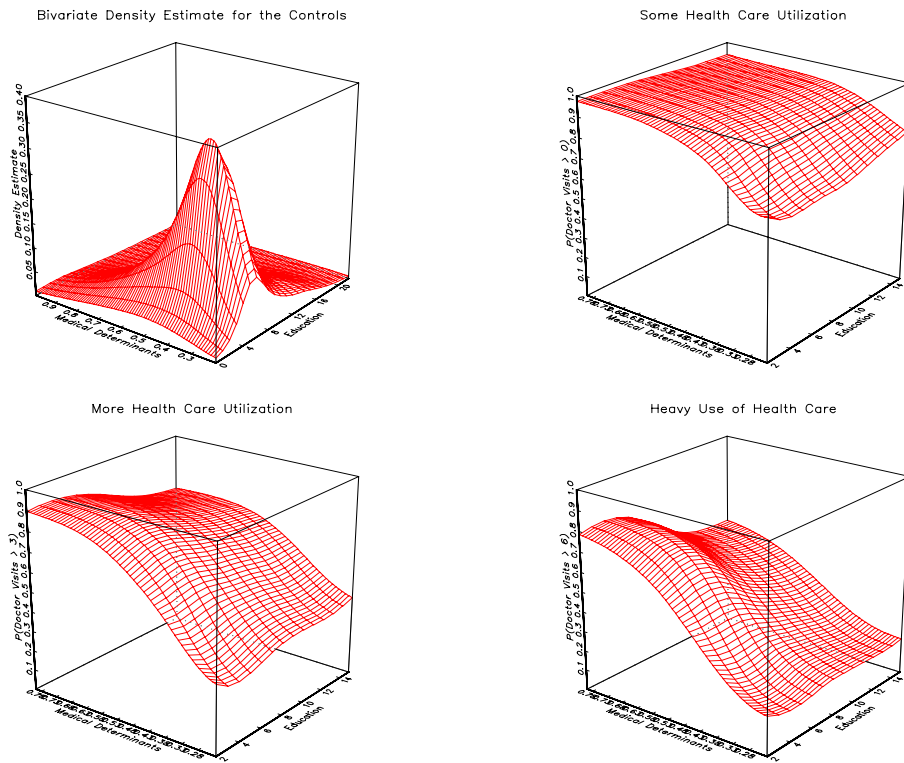 Bivariate Density Estimate for the Controls
Density Estimate
0.05 0.10 0.15 0.20 0.25 0.30 0.35 0.40
0.9 0.8 0.7 0.6 0.5 0.4 0.3
Medical Determinants
0 4 8 12 16 20
Education
Some Health Care Utilization
P(Doctor Visits > 0)
0.1 0.2 0.3 0.4 0.5 0.6 0.7 0.8 0.9 1.0
Medical Determinants
2 4 6 8 10 12 14
Education
More Health Care Utilization
P(Doctor Visits > 3)
0.1 0.2 0.3 0.4 0.5 0.6 0.7 0.8 0.9 1.0
Medical Determinants
2 4 6 8 10 12 14
Education
Heavy Use of Health Care
P(Doctor Visits > 6)
0.1 0.2 0.3 0.4 0.5 0.6 0.7 0.8 0.9 1.0
Medical Determinants
2 4 6 8 10 12 14
Education